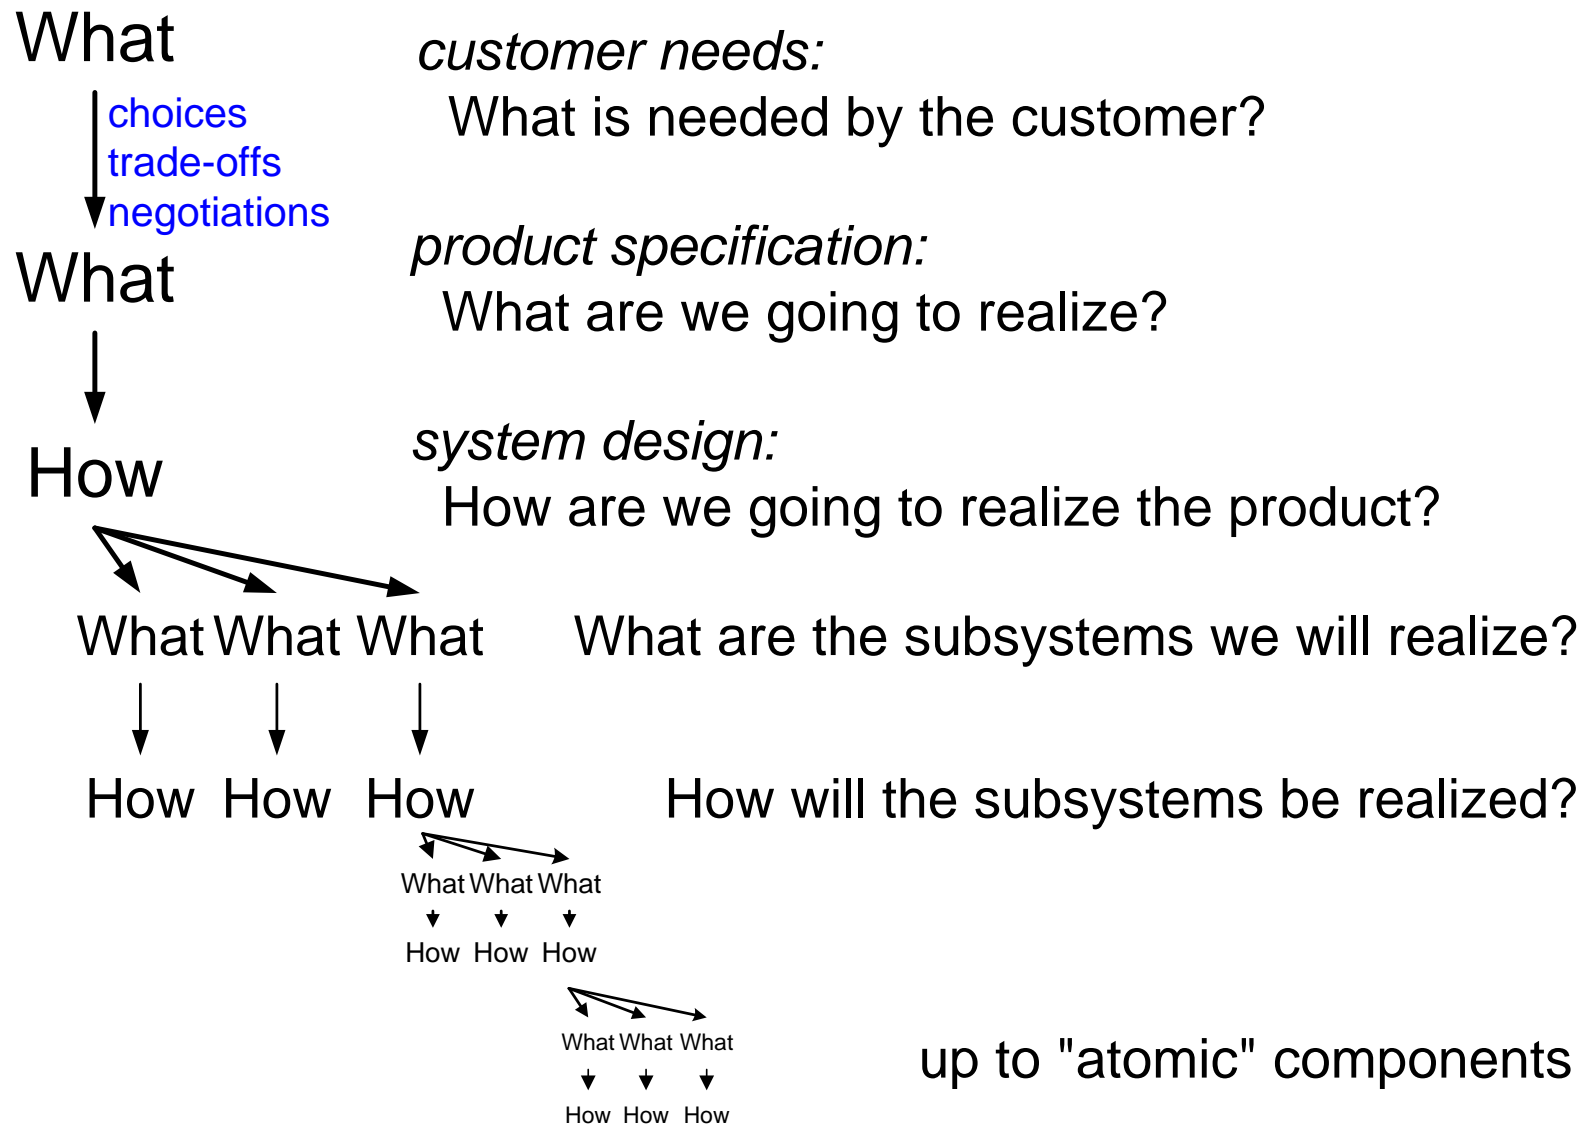 What
customer needs:
choices
What is needed by the customer?
trade-offs
negotiations
product specification:
What
What are we going to realize?
system design:
How
How are we going to realize the product?
What What What
What are the subsystems we will realize?
How How How
How will the subsystems be realized?
What What What
How How How
What What What
up to "atomic" components
How How How